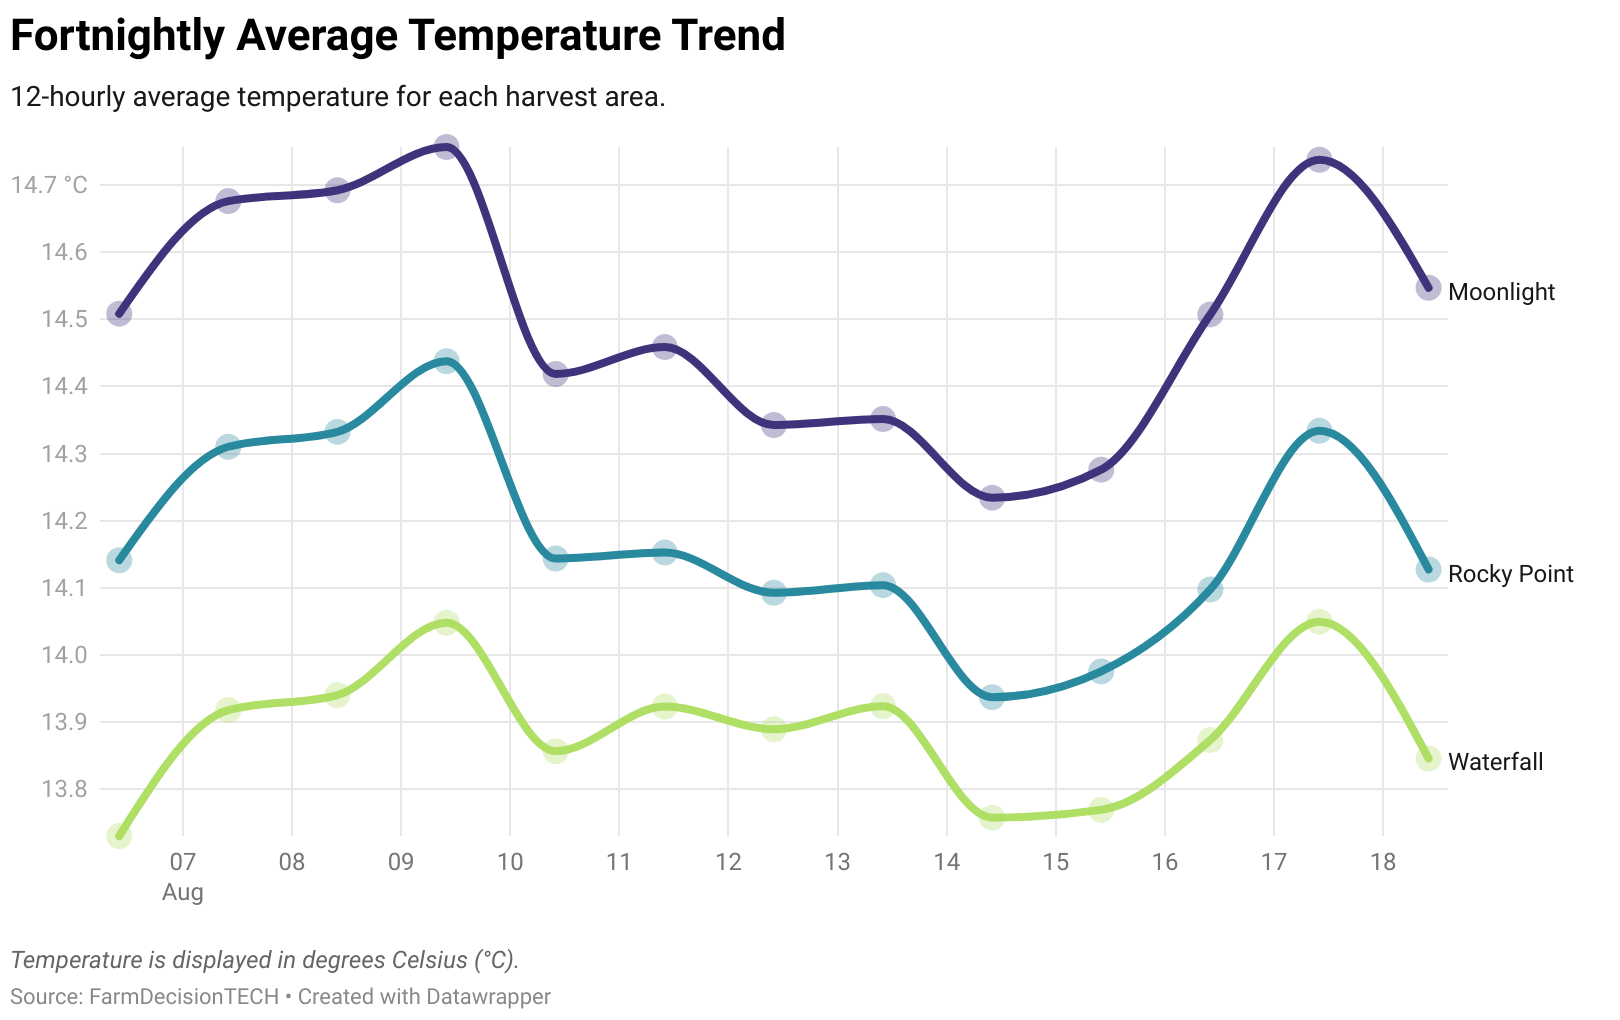 Fortnightly Average Temperature Trend
12-hourly average temperature for each harvest area.
14.7 °C
14.6
14.5
14.4
14.3
14.2
14.1
14.0
13.9
13.8
Moonlight
Rocky Point
Waterfall
07 08 09 10 11 12 13 14 15 16 17 18
Aug
Temperature is displayed in degrees Celsius (°C).
Source: FarmDecisionTECH • Created with Datawrapper